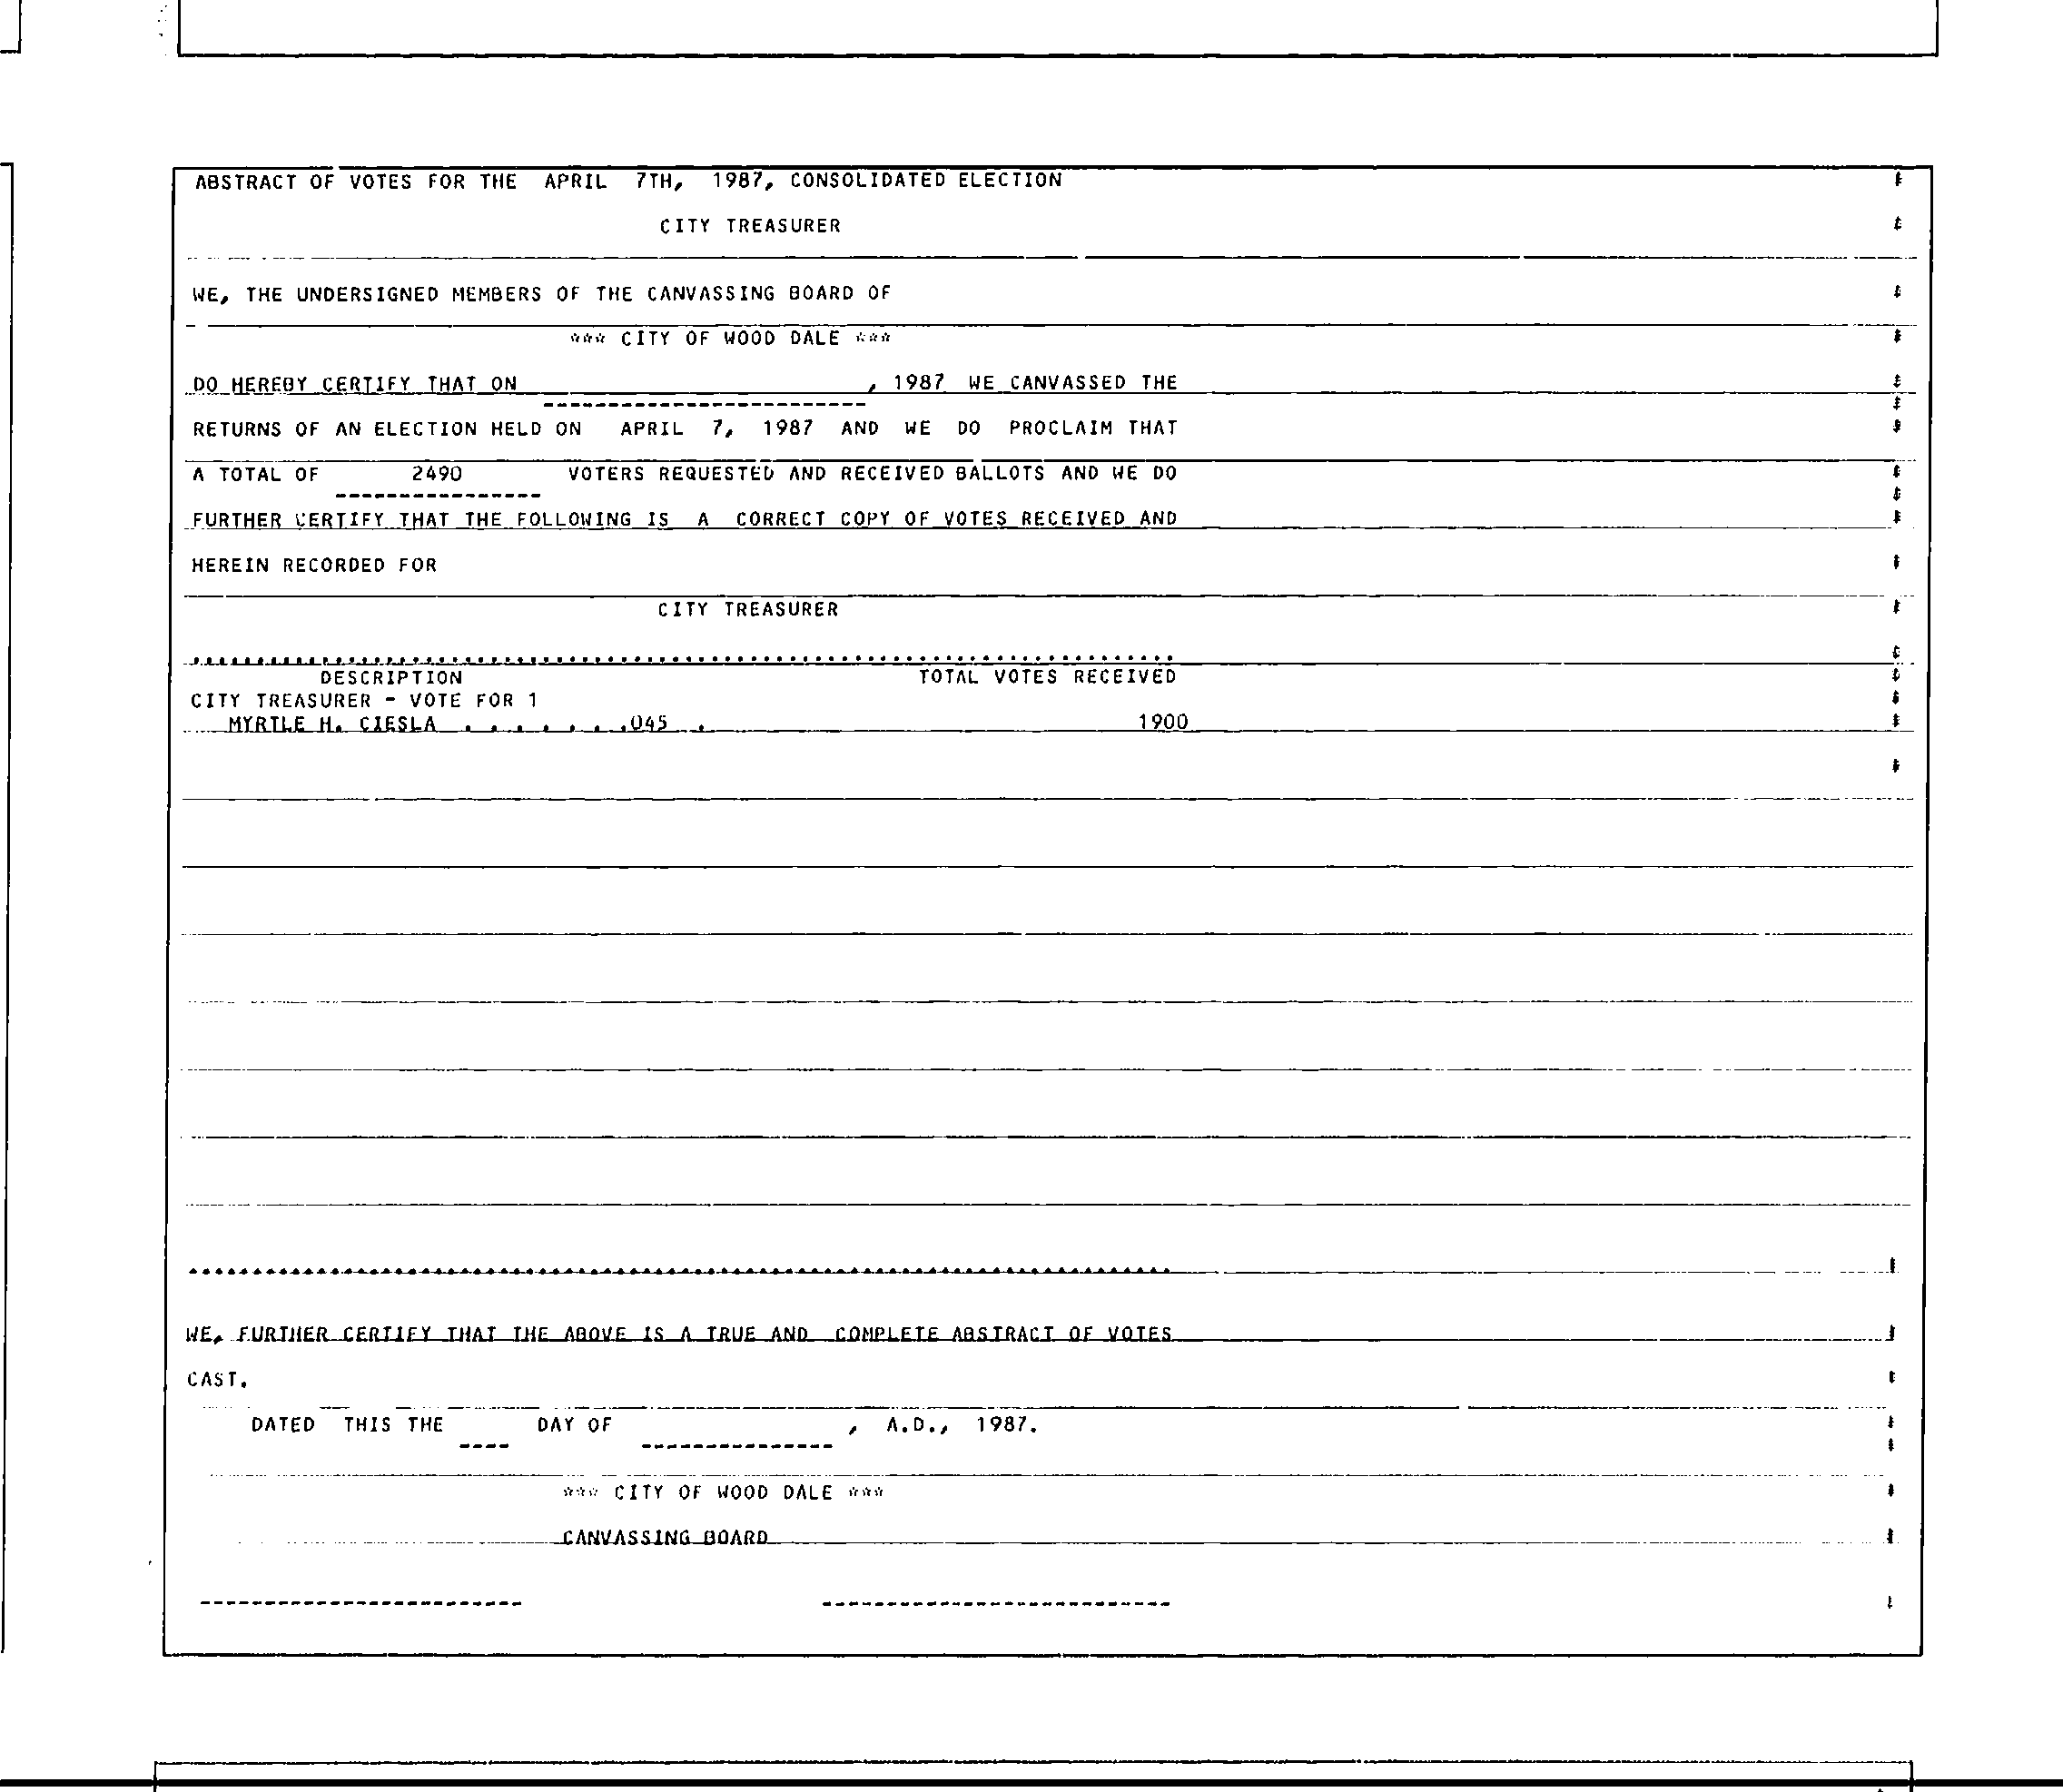 ABSTRACT OF VOTES FOR THE APRIL 7TH, 1987, CONSOLIDATED ELECTION
CITY TREASURER
WE, THE UNDERSIGNED MEMBERS OF THE CANVASSING BOARD OF
*** CITY OF WOOD DALE ***
DO HEREBY CERTIFY THAT ON ________________, 1987 WE CANVASSED THE
RETURNS OF AN ELECTION HELD ON APRIL 7, 1987 AND WE DO PROCLAIM THAT
A TOTAL OF 2490 VOTERS REQUESTED AND RECEIVED BALLOTS AND WE DO
FURTHER CERTIFY THAT THE FOLLOWING IS A CORRECT COPY OF VOTES RECEIVED AND
HEREIN RECORDED FOR
CITY TREASURER
DESCRIPTION TOTAL VOTES RECEIVED
CITY TREASURER - VOTE FOR 1
MYRTLE H. CIESLA . . . . . . .045 . 1900
WE, FURTHER CERTIFY THAT THE ABOVE IS A TRUE AND COMPLETE ABSTRACT OF VOTES
CAST.
DATED THIS THE ____ DAY OF _______________, A.D., 1987.
*** CITY OF WOOD DALE ***
CANVASSING BOARD